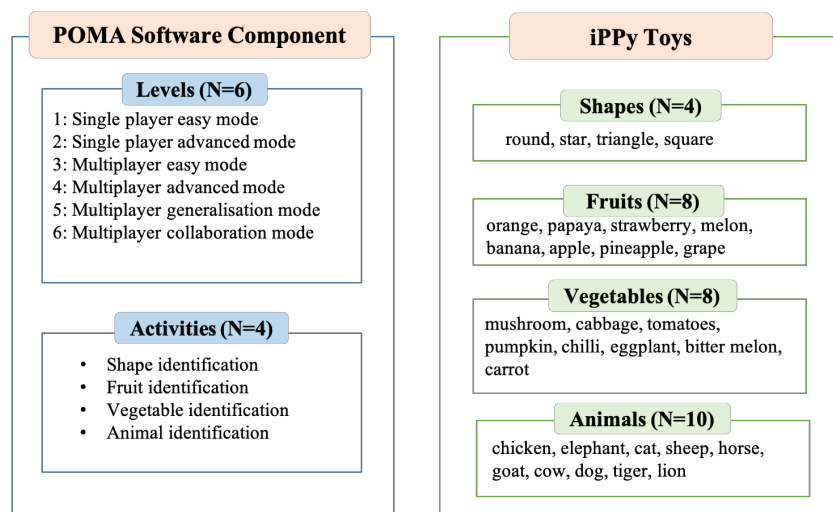 POMA Software Component
Levels (N=6)
1: Single player easy mode
2: Single player advanced mode
3: Multiplayer easy mode
4: Multiplayer advanced mode
5: Multiplayer generalisation mode
6: Multiplayer collaboration mode
Activities (N=4)
• Shape identification
• Fruit identification
• Vegetable identification
• Animal identification
iPPy Toys
Shapes (N=4)
round, star, triangle, square
Fruits (N=8)
orange, papaya, strawberry, melon,
banana, apple, pineapple, grape
Vegetables (N=8)
mushroom, cabbage, tomatoes,
pumpkin, chilli, eggplant, bitter melon,
carrot
Animals (N=10)
chicken, elephant, cat, sheep, horse,
goat, cow, dog, tiger, lion